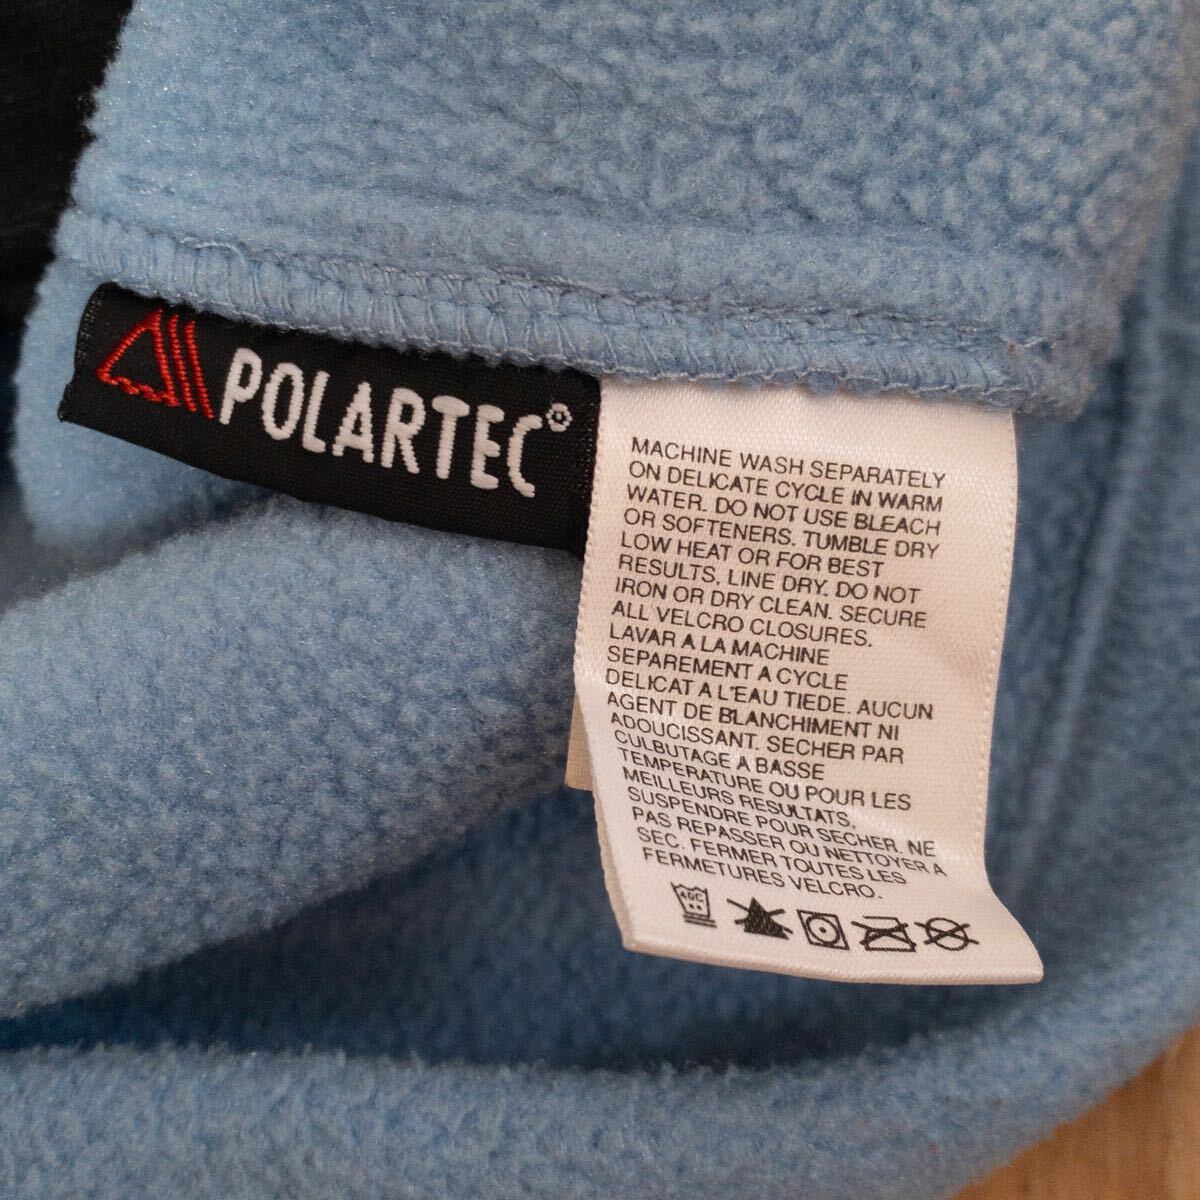 POLARTEC®
MACHINE WASH SEPARATELY
ON DELICATE CYCLE IN WARM
WATER. DO NOT USE BLEACH
OR SOFTENERS. TUMBLE DRY
LOW HEAT OR FOR BEST
RESULTS, LINE DRY. DO NOT
IRON OR DRY CLEAN. SECURE
ALL VELCRO CLOSURES.
LAVAR A LA MACHINE
SEPAREMENT A CYCLE
DELICAT A L'EAU TIEDE. AUCUN
AGENT DE BLANCHIMENT NI
ADOUCISSANT. SECHER PAR
CULBUTAGE A BASSE
TEMPERATURE OU POUR LES
MEILLEURS RESULTATS,
SUSPENDRE POUR SECHER. NE
PAS REPASSER OU NETTOYER A
SEC. FERMER TOUTES LES
FERMETURES VELCRO.
40C